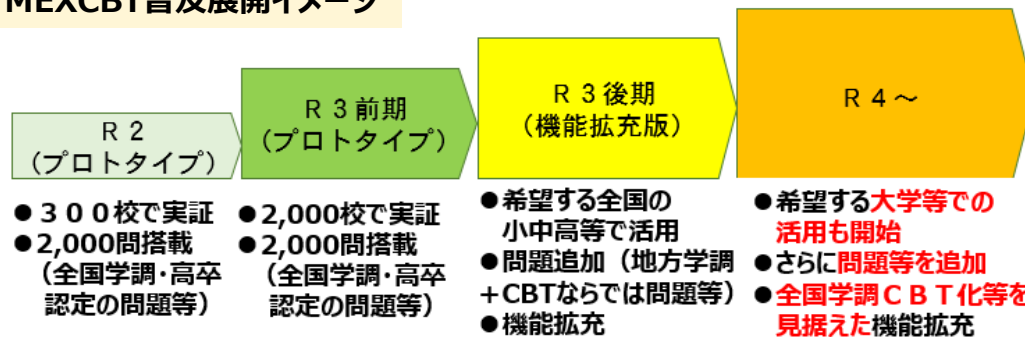 MEXCBT普及展開イメージ
R2
(プロトタイプ)
R3前期
(プロトタイプ)
R3後期
(機能拡充版)
R4~
●300校で実証
●2,000問搭載
(全国学調・高卒
認定の問題等)
●2,000校で実証
●2,000問搭載
(全国学調・高卒
認定の問題等)
●希望する全国の
小中高等で活用
●問題追加(地方学調
+CBTならでは問題等)
●機能拡充
●希望する大学等での
活用も開始
●さらに問題等を追加
●全国学調CBT化等を
見据えた機能拡充